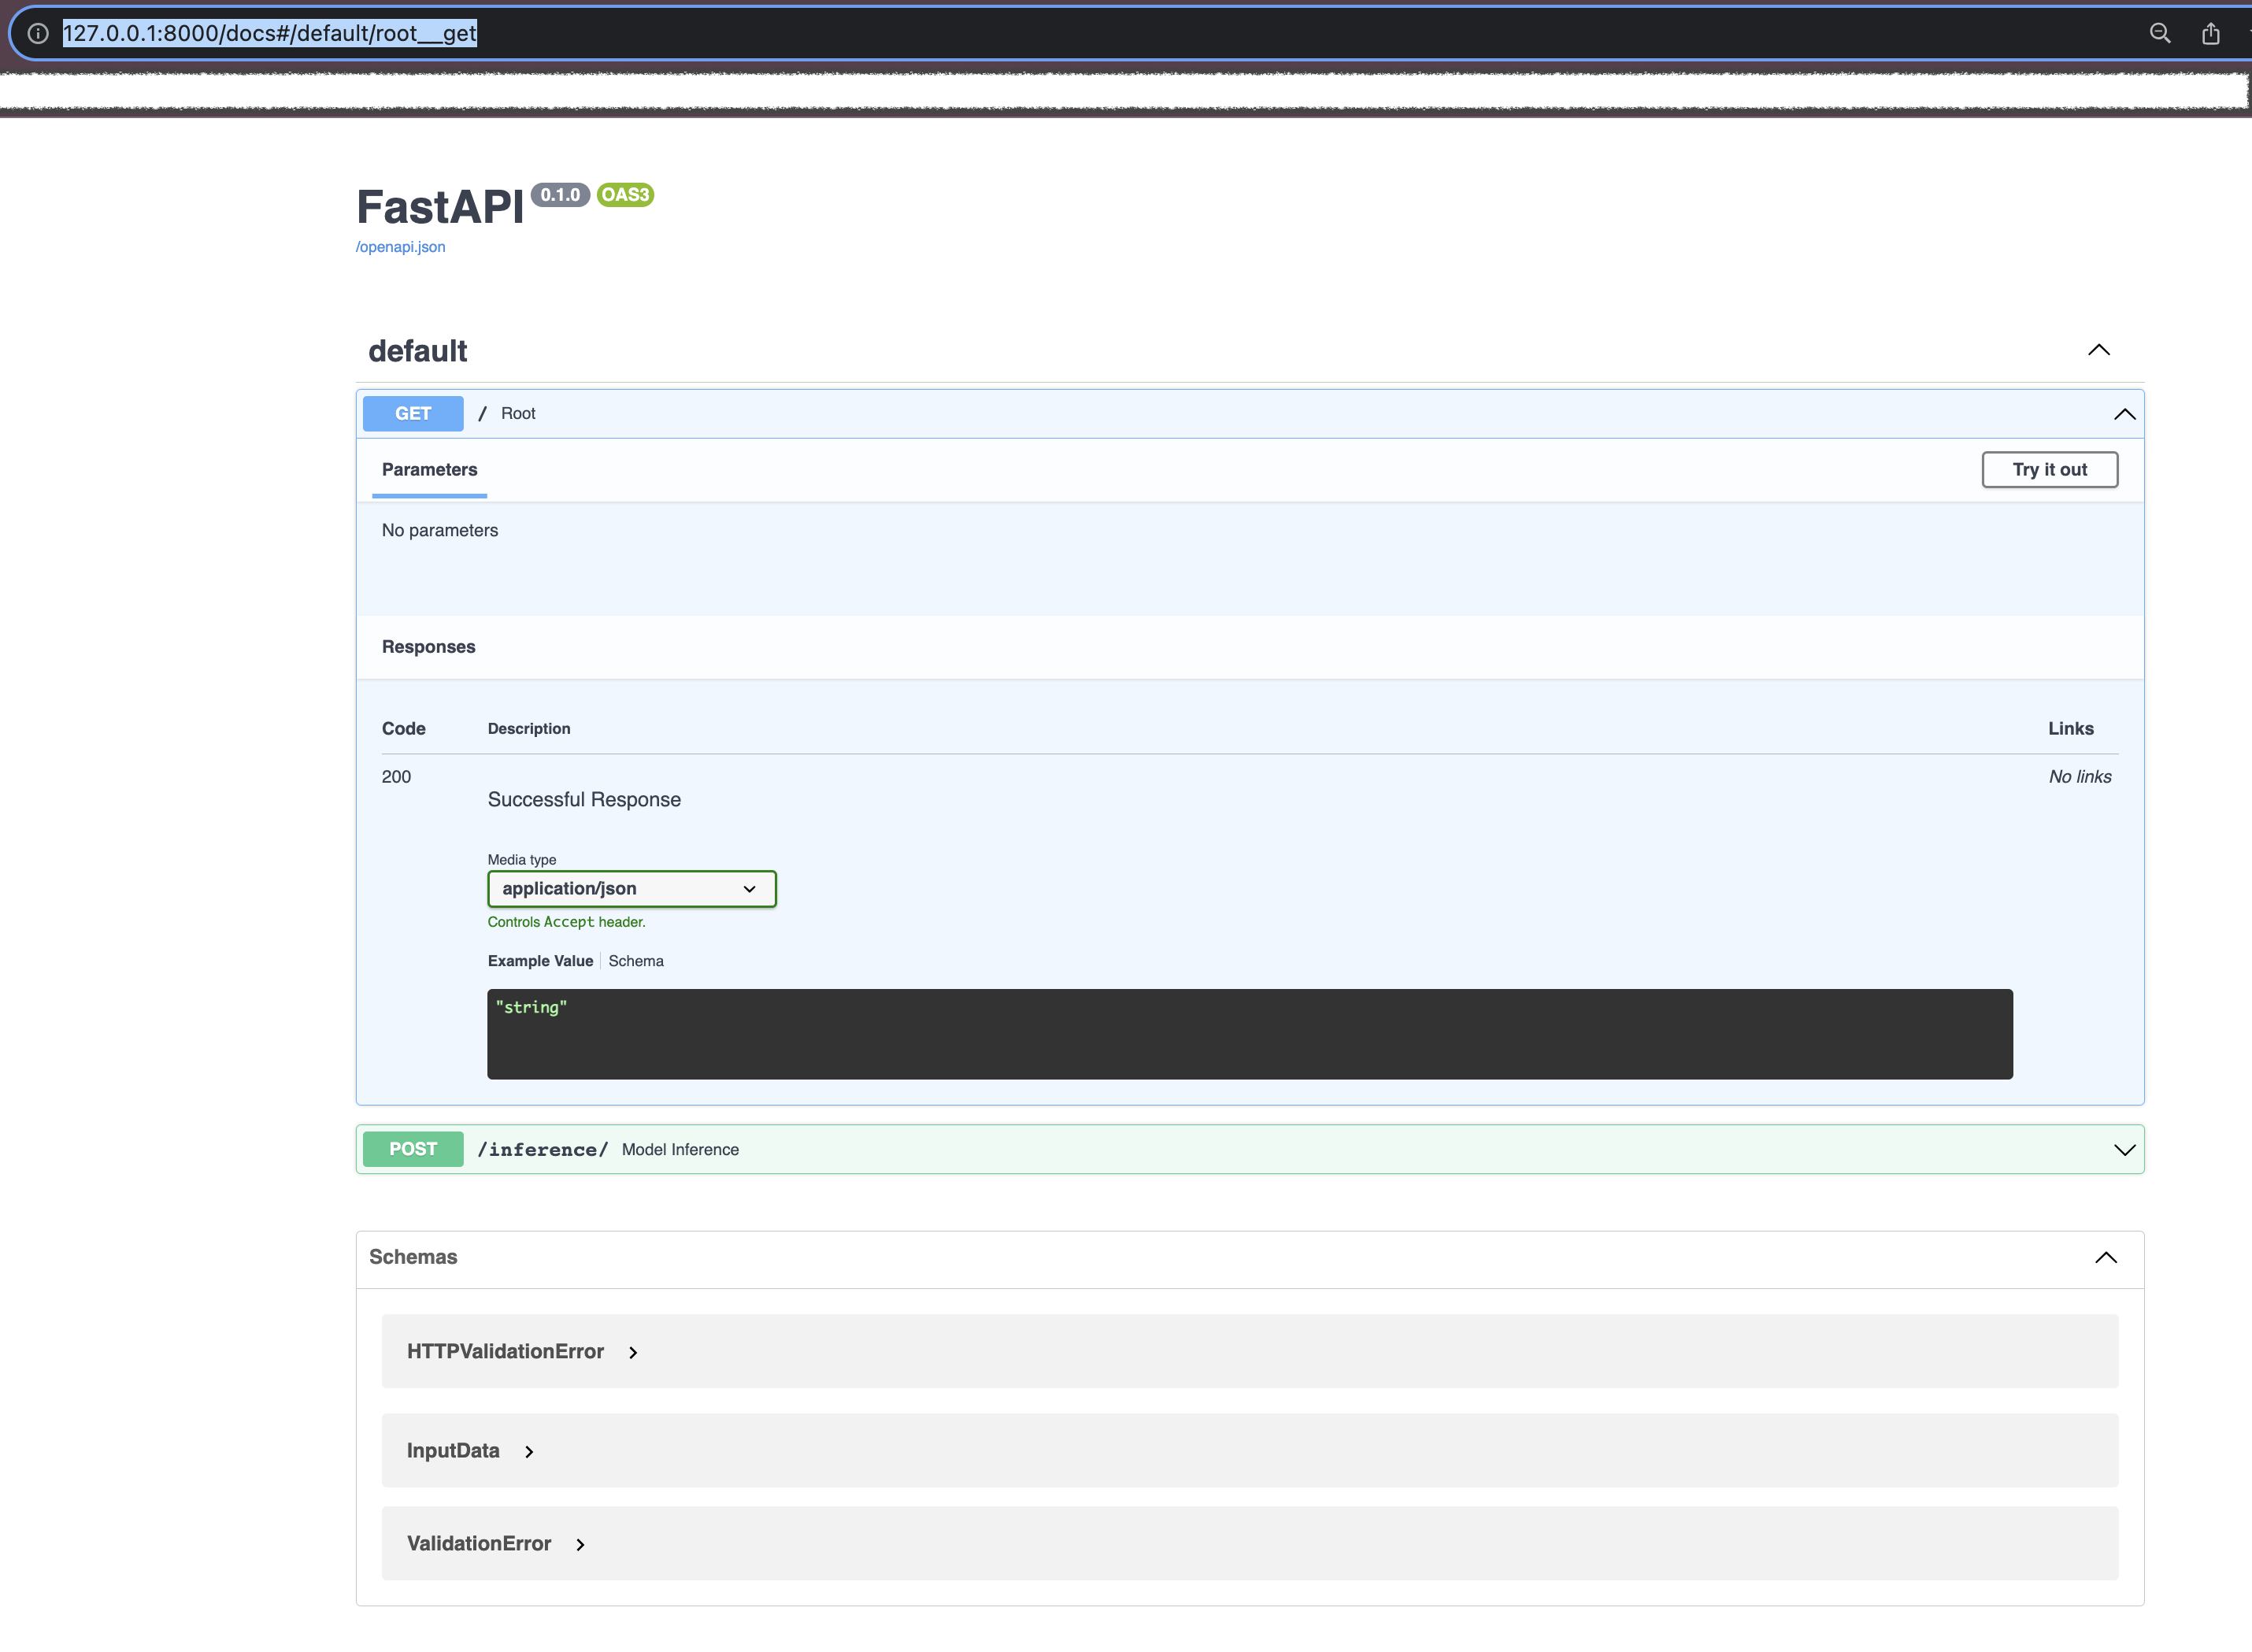 127.0.0.1:8000/docs#/default/root__get
FastAPI 0.1.0 OAS3
/openapi.json
default
GET / Root
Parameters Try it out
No parameters
Responses
Code Description Links
200 No links
Successful Response
Media type
application/json
Controls Accept header.
Example Value Schema
"string"
POST /inference/ Model Inference
Schemas
HTTPValidationError
InputData
ValidationError